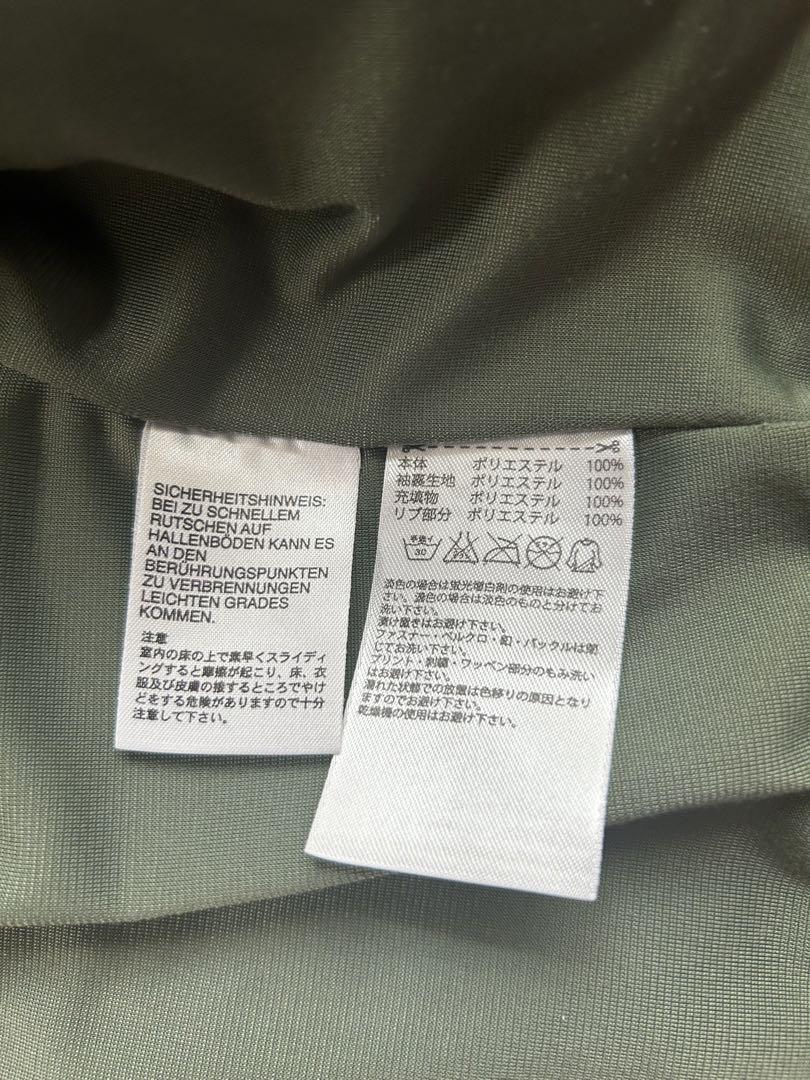 SICHERHEITSHINWEIS:
BEI ZU SCHNELLEM
RUTSCHEN AUF
HALLENBÖDEN KANN ES
AN DEN
BERÜHRUNGSPUNKTEN
ZU VERBRENNUNGEN
LEICHTEN GRADES
KOMMEN.
注意
室内の床の上で素早くスライディ
ングすると摩擦が起こり、床、衣
服及び皮膚の接するところでやけ
どをする危険がありますので十分
注意して下さい。
本体 ポリエステル 100%
袖裏生地 ポリエステル 100%
充填物 ポリエステル 100%
リブ部分 ポリエステル 100%
手洗イ
30
淡色の場合は蛍光増白剤の使用はお避け下
さい。濃色の場合は淡色のものと分けてお
洗い下さい。
漬け置きはお避け下さい。
ファスナー・ベルクロ・釦・バックルは閉
じてお洗い下さい。
プリント・刺繍・ワッペン部分のもみ洗い
はお避け下さい。
濡れた状態での放置は色移りの原因となり
ますのでお避け下さい。
乾燥機の使用はお避け下さい。